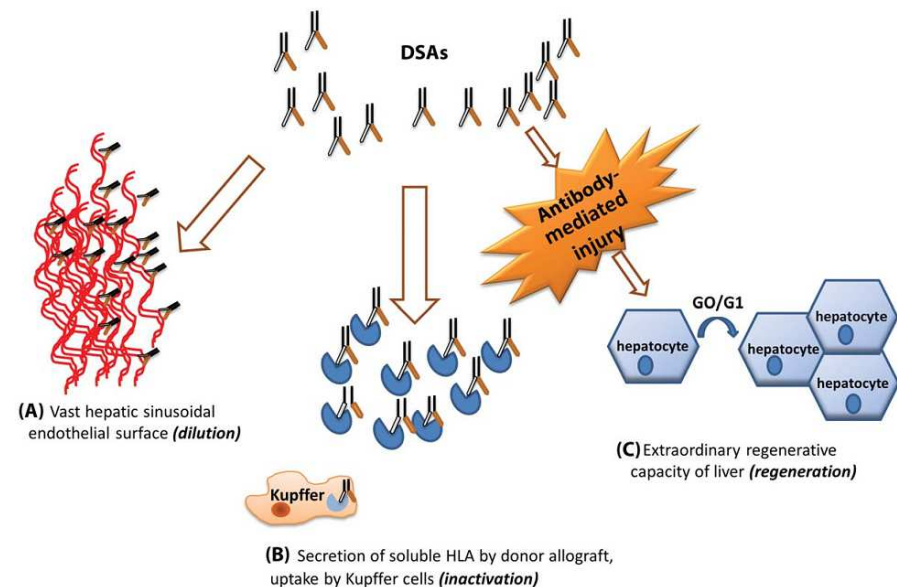 DSAs
Antibody-
mediated
injury
GO/G1
hepatocyte
hepatocyte
hepatocyte
hepatocyte
(A) Vast hepatic sinusoidal
endothelial surface (dilution)
(C) Extraordinary regenerative
capacity of liver (regeneration)
Kupffer
(B) Secretion of soluble HLA by donor allograft,
uptake by Kupffer cells (inactivation)